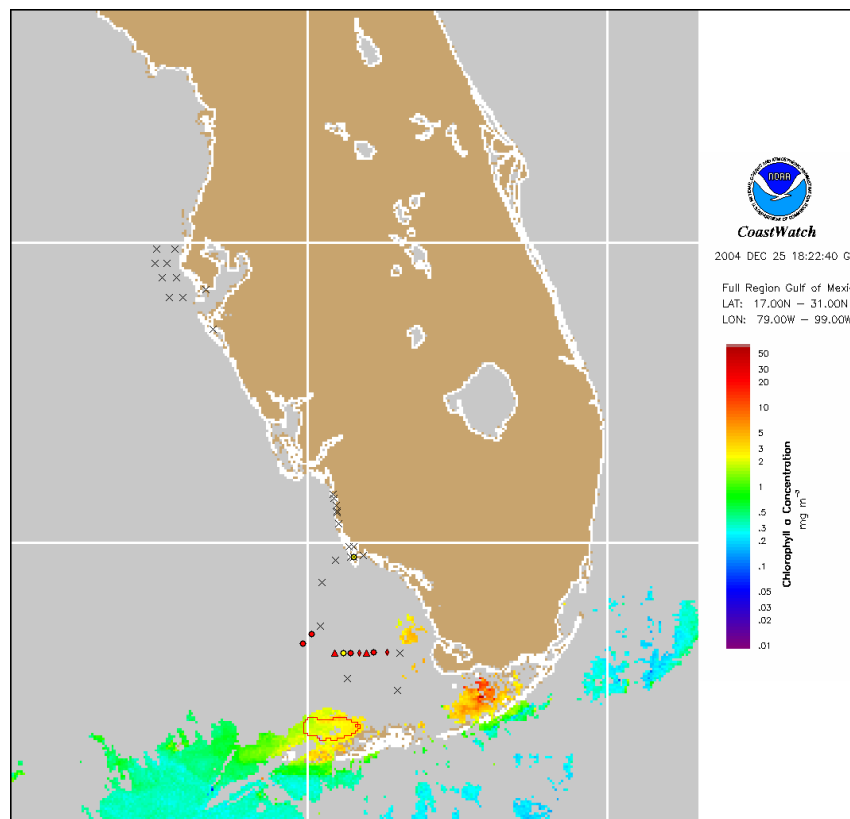 NOAA
CoastWatch
2004 DEC 25 18:22:40 G
Full Region Gulf of Mexi
LAT: 17.00N – 31.00N
LON: 79.00W – 99.00W
50
30
20
10
5
3
2
1
.5
.3
.2
.1
.05
.03
.02
.01
Chlorophyll a Concentration
mg m⁻³